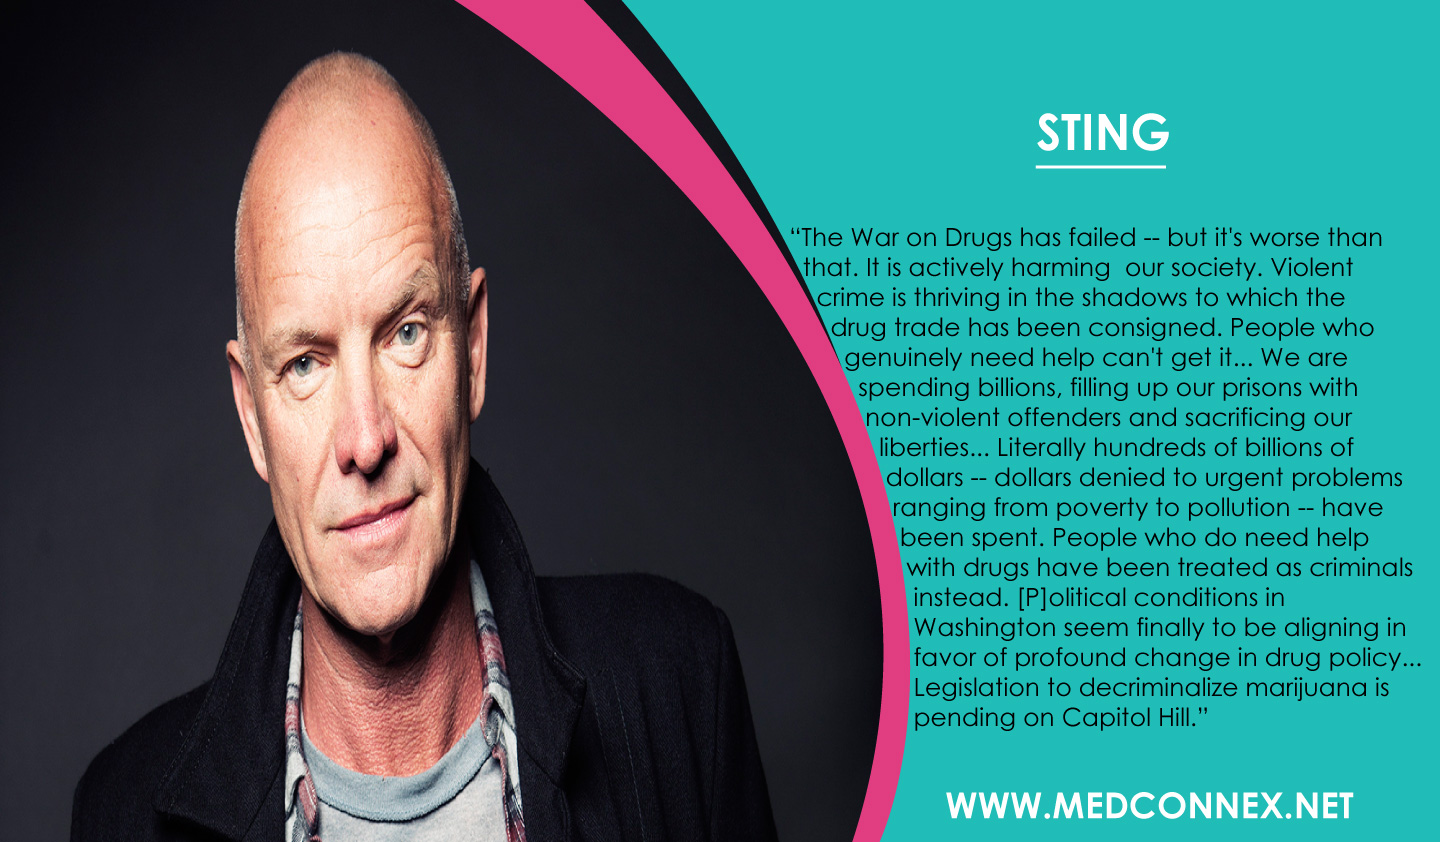 STING
“The War on Drugs has failed -- but it's worse than
that. It is actively harming  our society. Violent
crime is thriving in the shadows to which the
drug trade has been consigned. People who
genuinely need help can't get it... We are
spending billions, filling up our prisons with
non-violent offenders and sacrificing our
liberties... Literally hundreds of billions of
dollars -- dollars denied to urgent problems
ranging from poverty to pollution -- have
been spent. People who do need help
with drugs have been treated as criminals
instead. [P]olitical conditions in
Washington seem finally to be aligning in
favor of profound change in drug policy...
Legislation to decriminalize marijuana is
pending on Capitol Hill.”
WWW.MEDCONNEX.NET